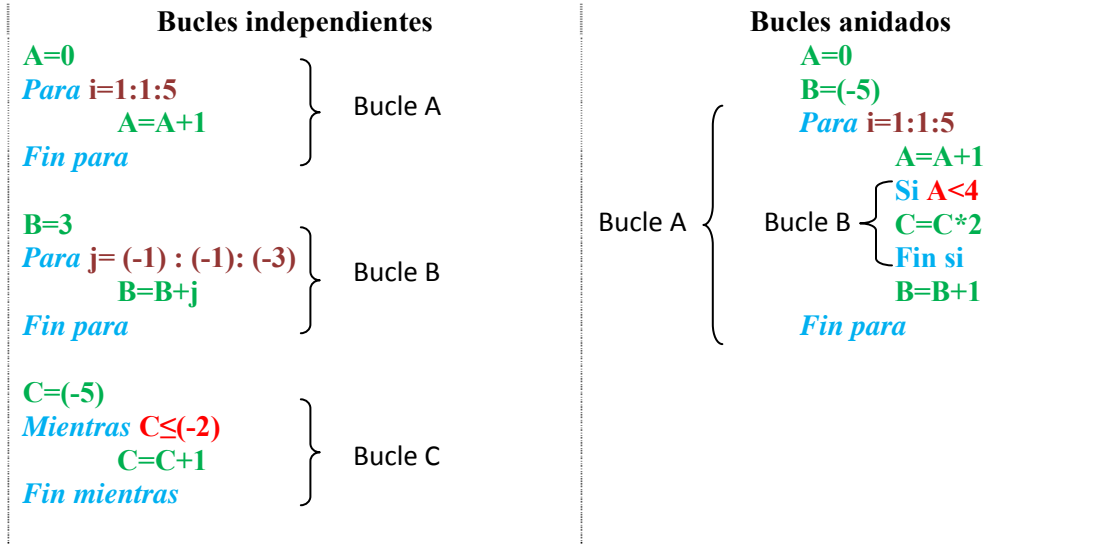 Bucles independientes
A=0
Para i=1:1:5
A=A+1
Fin para
Bucle A
B=3
Para j= (-1) : (-1): (-3)
B=B+j
Fin para
Bucle B
C=(-5)
Mientras C≤(-2)
C=C+1
Fin mientras
Bucle C
Bucles anidados
A=0
B=(-5)
Para i=1:1:5
A=A+1
Si A<4
C=C*2
Fin si
B=B+1
Fin para
Bucle A
Bucle B